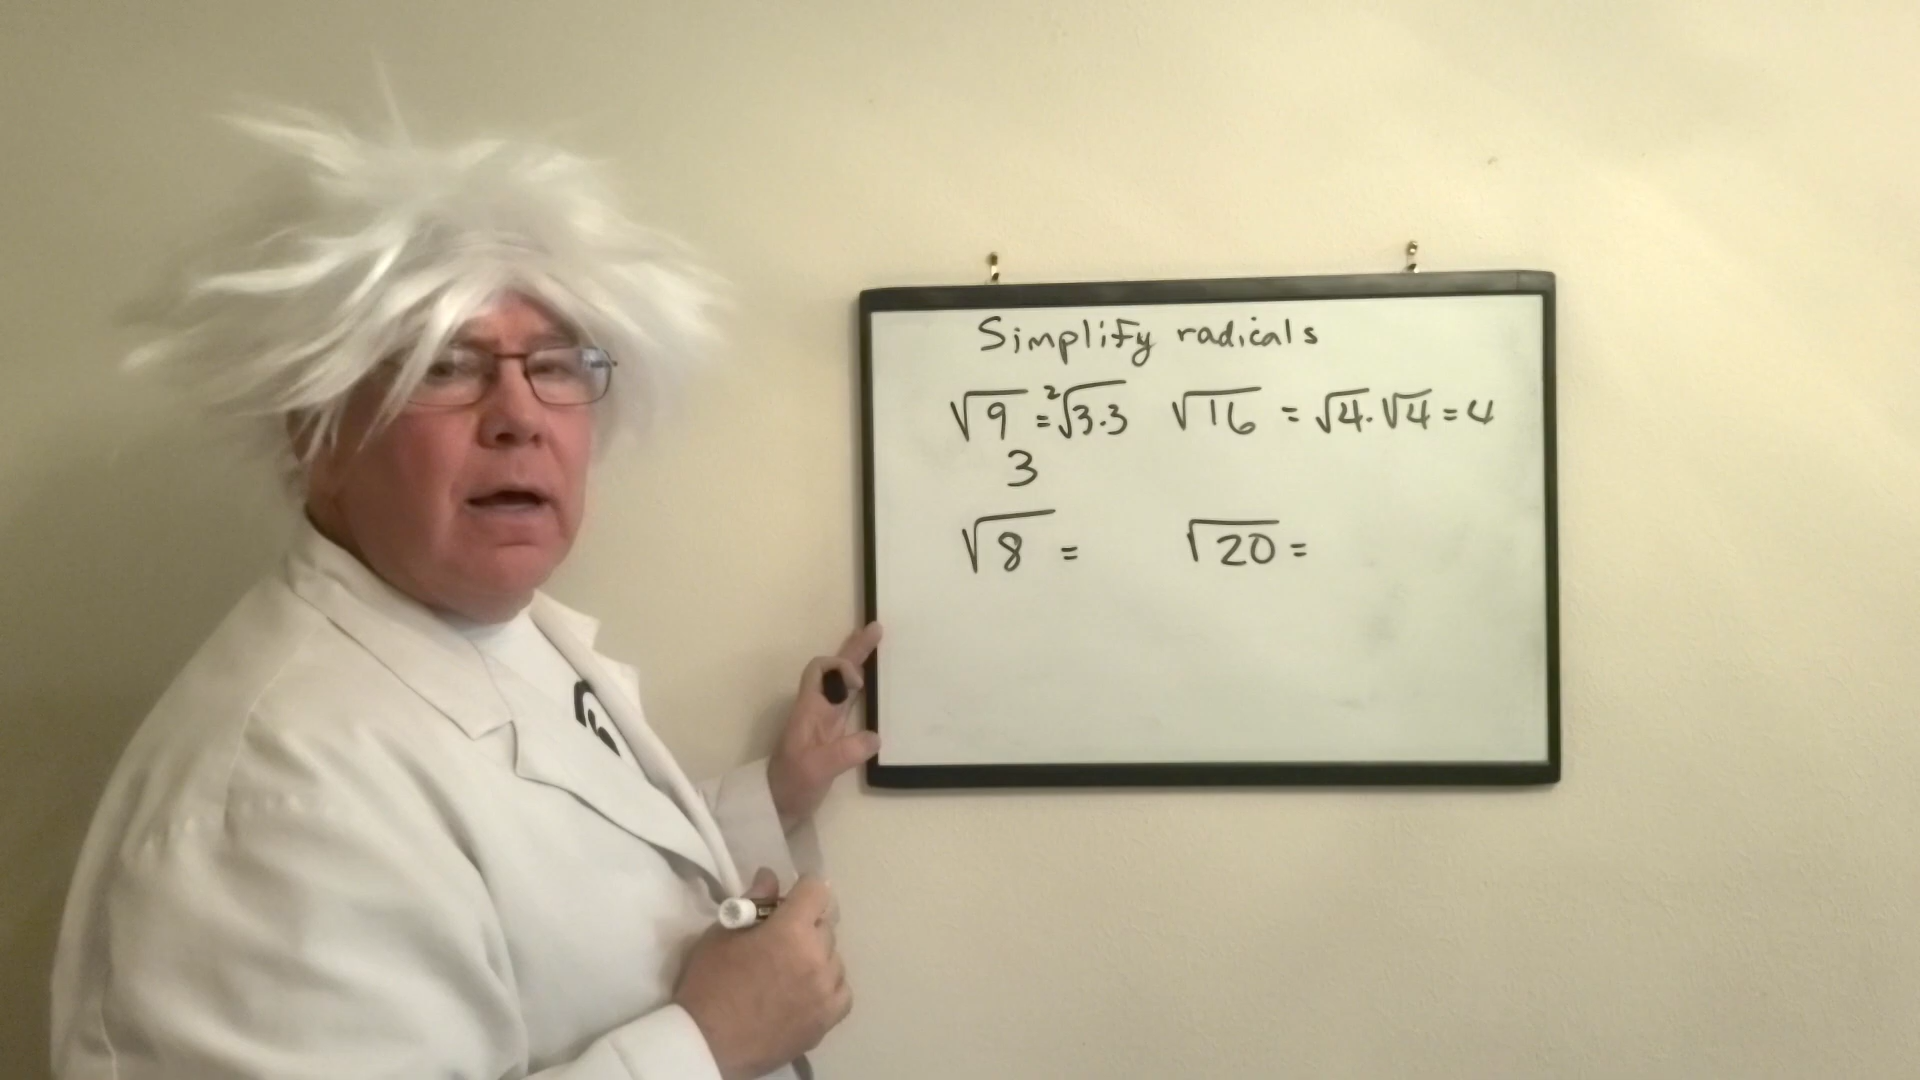 Simplify radicals
√9 = ²√3·3 √16 = √4·√4 = 4
3
√8 = √20 =